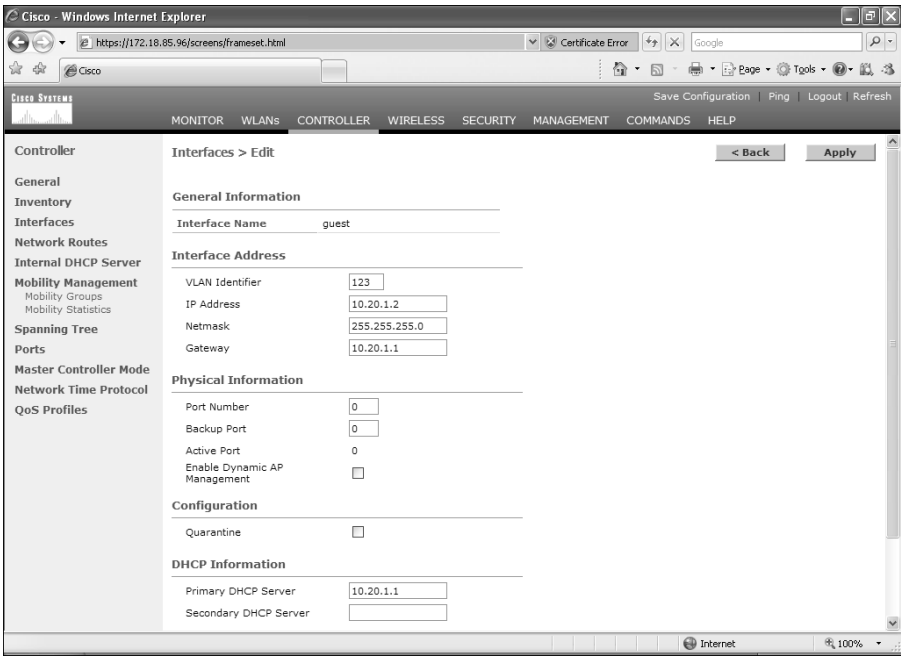 Cisco - Windows Internet Explorer
https://172.18.85.96/screens/frameset.html
Certificate Error
Google
Cisco
Page
Tools
CISCO SYSTEMS
Save Configuration | Ping | Logout | Refresh
MONITOR WLANs CONTROLLER WIRELESS SECURITY MANAGEMENT COMMANDS HELP
Controller
General
Inventory
Interfaces
Network Routes
Internal DHCP Server
Mobility Management
Mobility Groups
Mobility Statistics
Spanning Tree
Ports
Master Controller Mode
Network Time Protocol
QoS Profiles
Interfaces > Edit
< Back
Apply
General Information
Interface Name guest
Interface Address
VLAN Identifier 123
IP Address 10.20.1.2
Netmask 255.255.255.0
Gateway 10.20.1.1
Physical Information
Port Number 0
Backup Port 0
Active Port 0
Enable Dynamic AP
Management
Configuration
Quarantine
DHCP Information
Primary DHCP Server 10.20.1.1
Secondary DHCP Server
Internet
100%